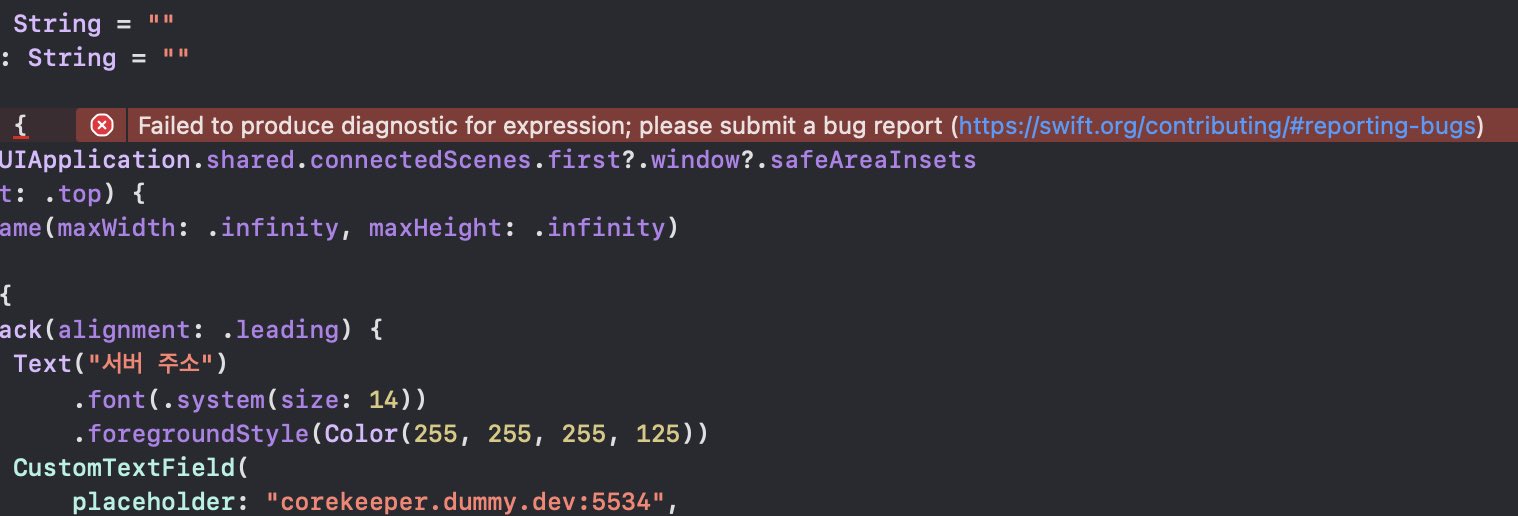 String = ""
: String = ""
{ Failed to produce diagnostic for expression; please submit a bug report (https://swift.org/contributing/#reporting-bugs)
UIApplication.shared.connectedScenes.first?.window?.safeAreaInsets
t: .top) {
ame(maxWidth: .infinity, maxHeight: .infinity)
{
ack(alignment: .leading) {
Text("서버 주소")
.font(.system(size: 14))
.foregroundStyle(Color(255, 255, 255, 125))
CustomTextField(
placeholder: "corekeeper.dummy.dev:5534",